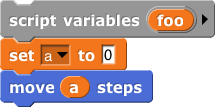 script variables foo
set a to 0
move a steps